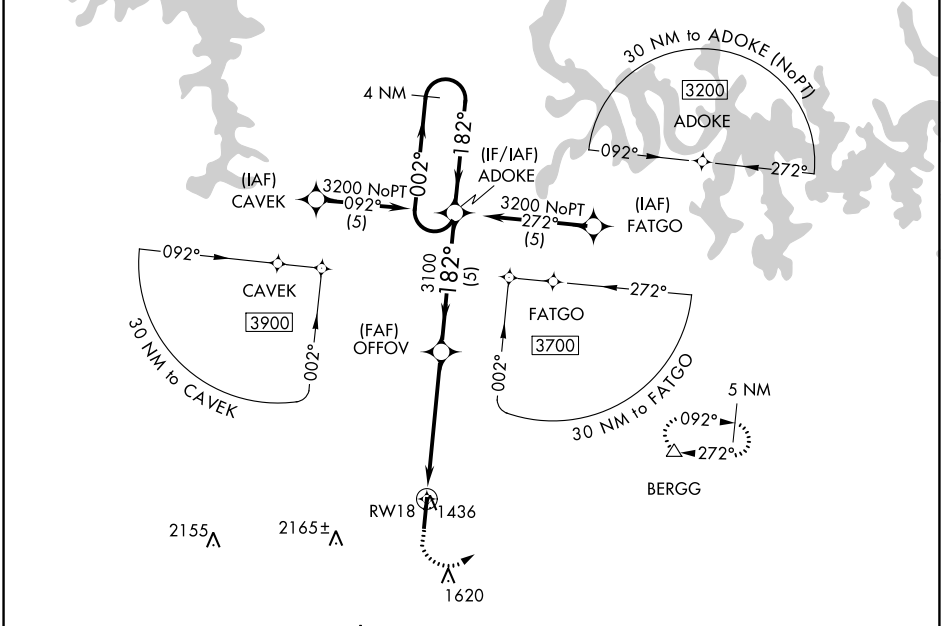 30 NM to ADOKE (NoPT)
3200
ADOKE
092°
272°
4 NM
002°
182°
(IF/IAF)
ADOKE
(IAF)
CAVEK
3200 NoPT
092°
(5)
3200 NoPT
272°
(5)
(IAF)
FATGO
3100
182°
(5)
092°
CAVEK
3900
002°
30 NM to CAVEK
(FAF)
OFFOV
272°
FATGO
3700
002°
30 NM to FATGO
5 NM
092°
272°
BERGG
RW18
1436
2155
2165±
1620